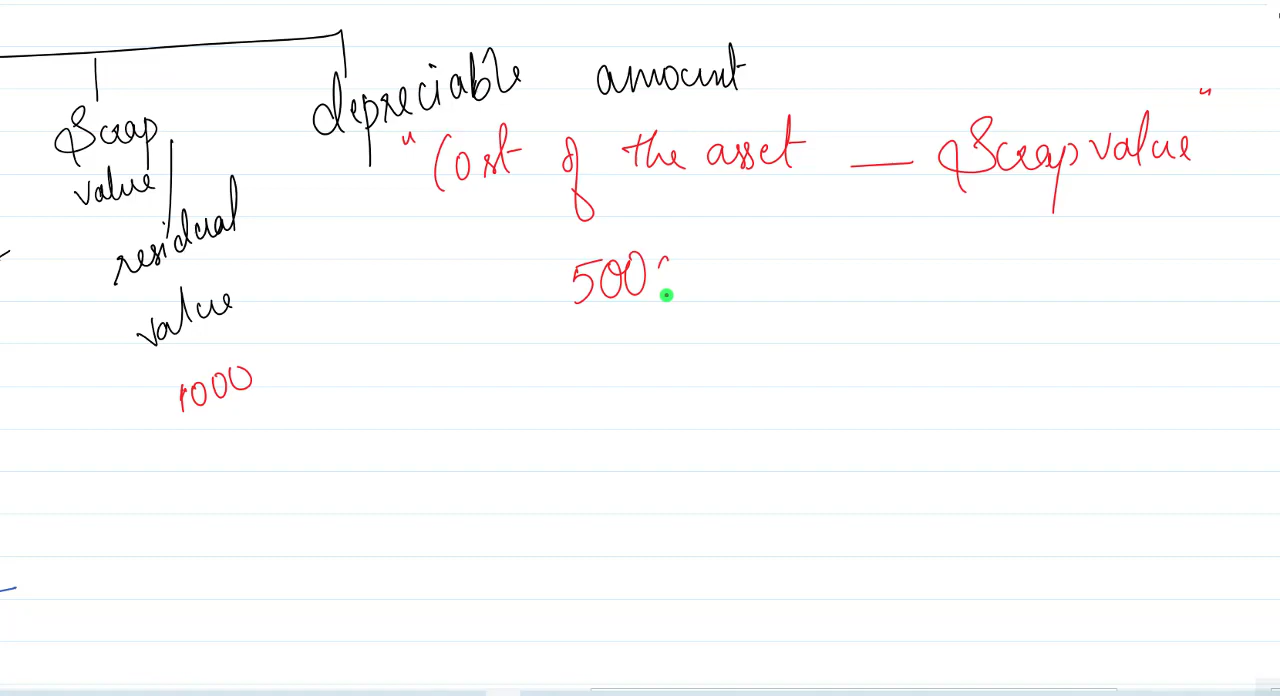 Scrap
value/
residual
value
1000
depreciable amount
"Cost of the asset — Scrap value"
500